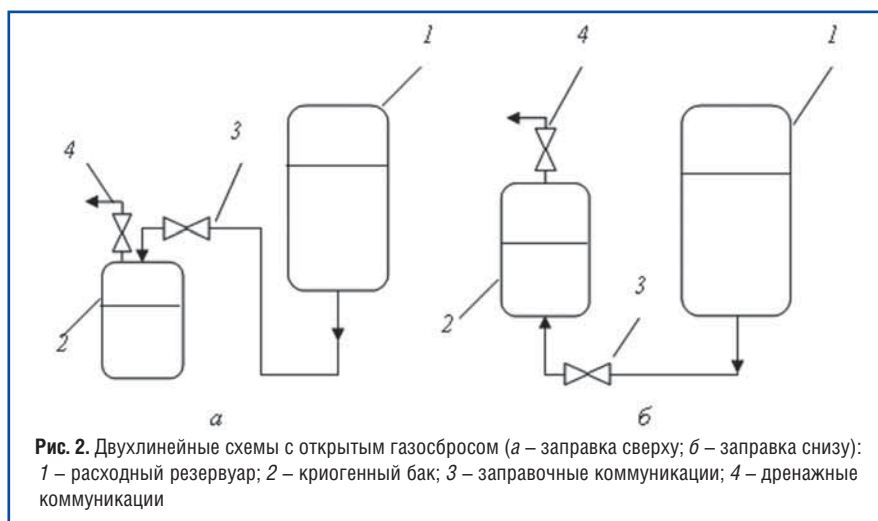 4
1
1
3
4
2
2
3
а
б
Рис. 2. Двухлинейные схемы с открытым газосбросом (а – заправка сверху; б – заправка снизу):
1 – расходный резервуар; 2 – криогенный бак; 3 – заправочные коммуникации; 4 – дренажные
коммуникации